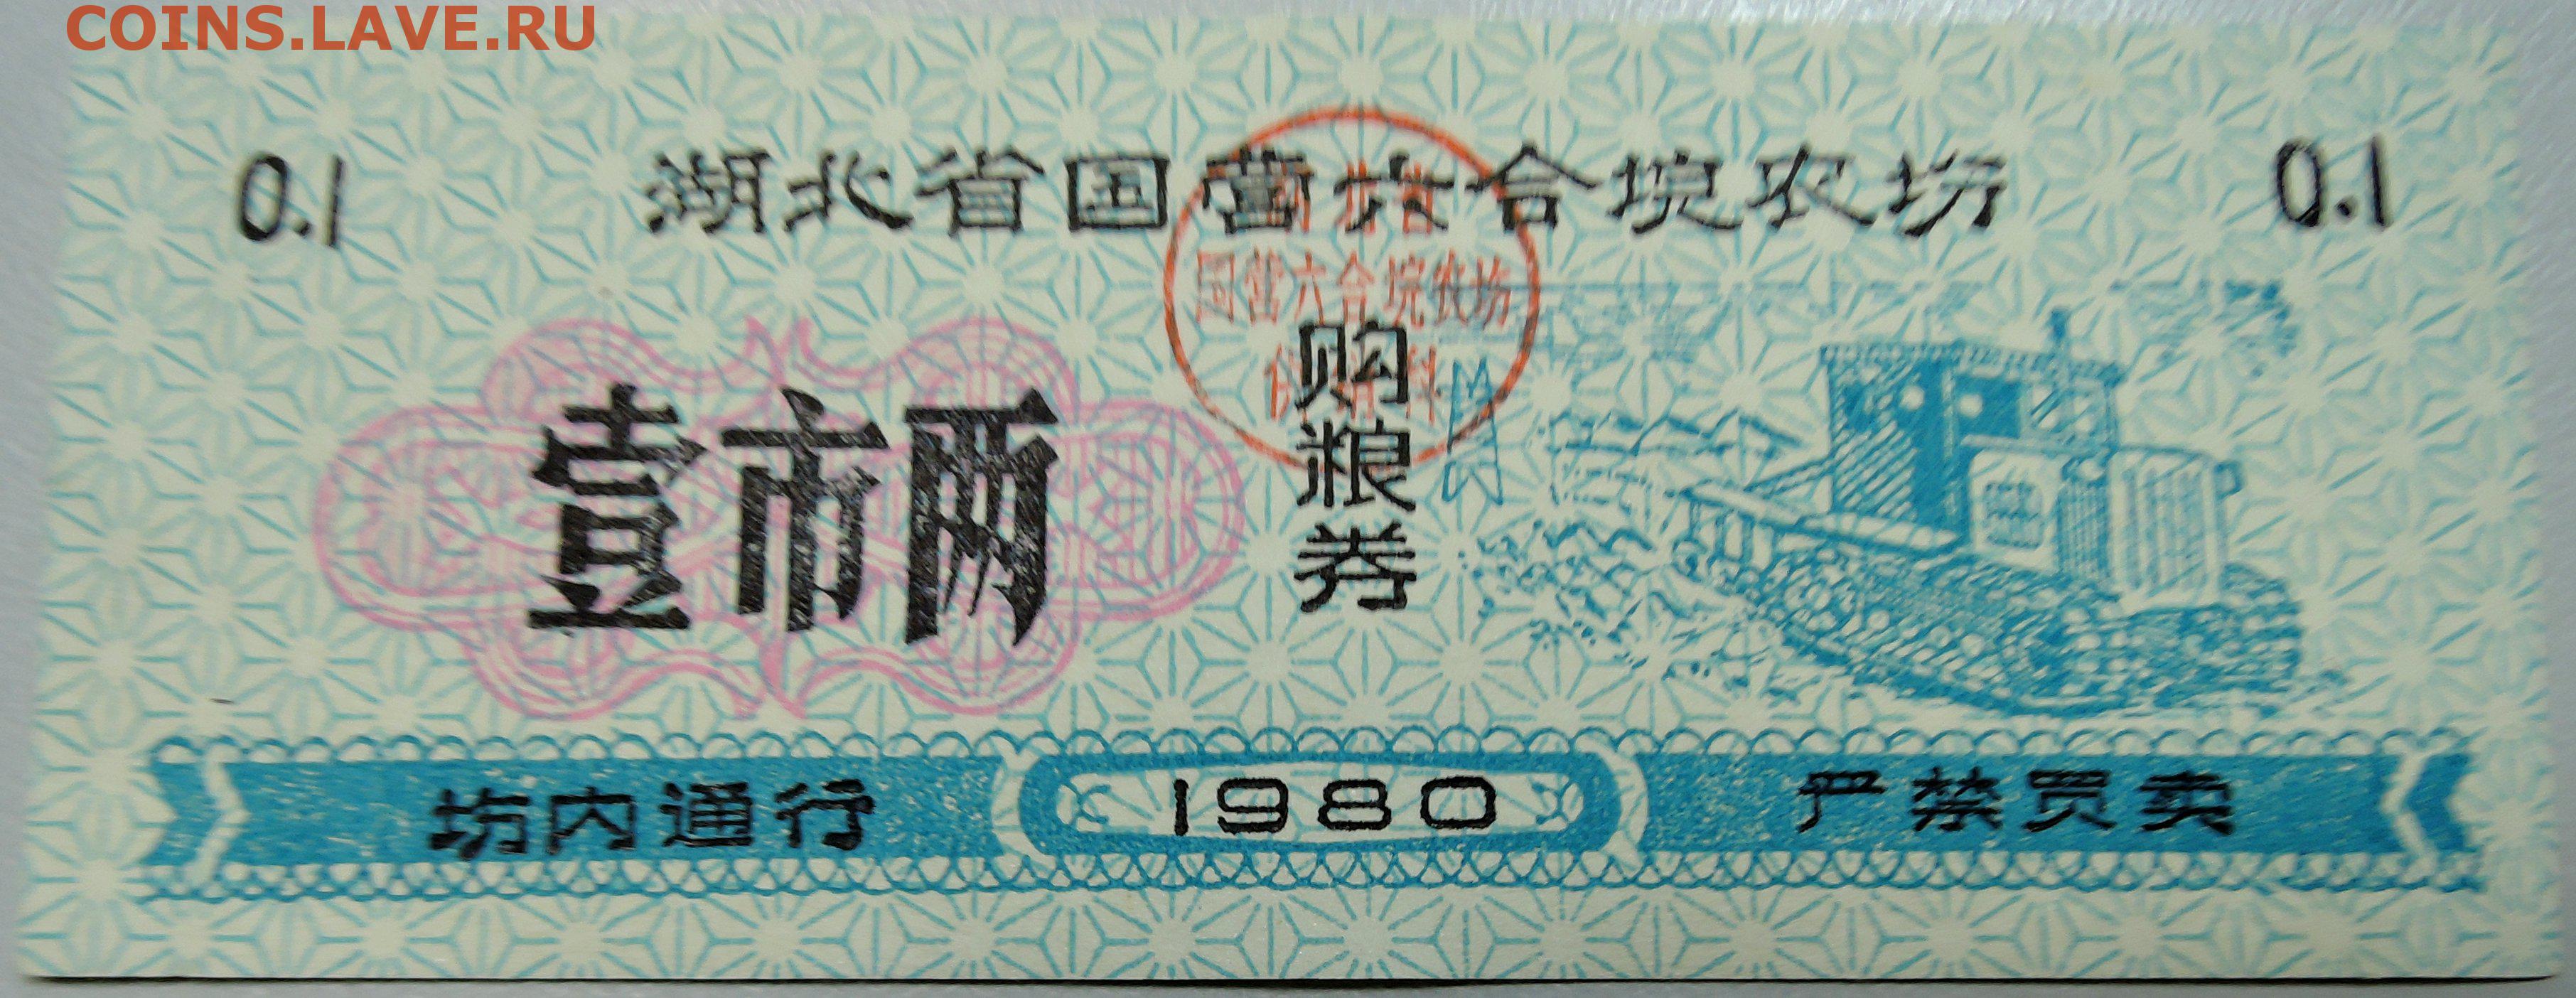 COINS.LAVE.RU
0.1 湖北省国营六合垸农场 0.1
国营六合垸农场
壹市两
购粮券
场内通行 1980 严禁买卖